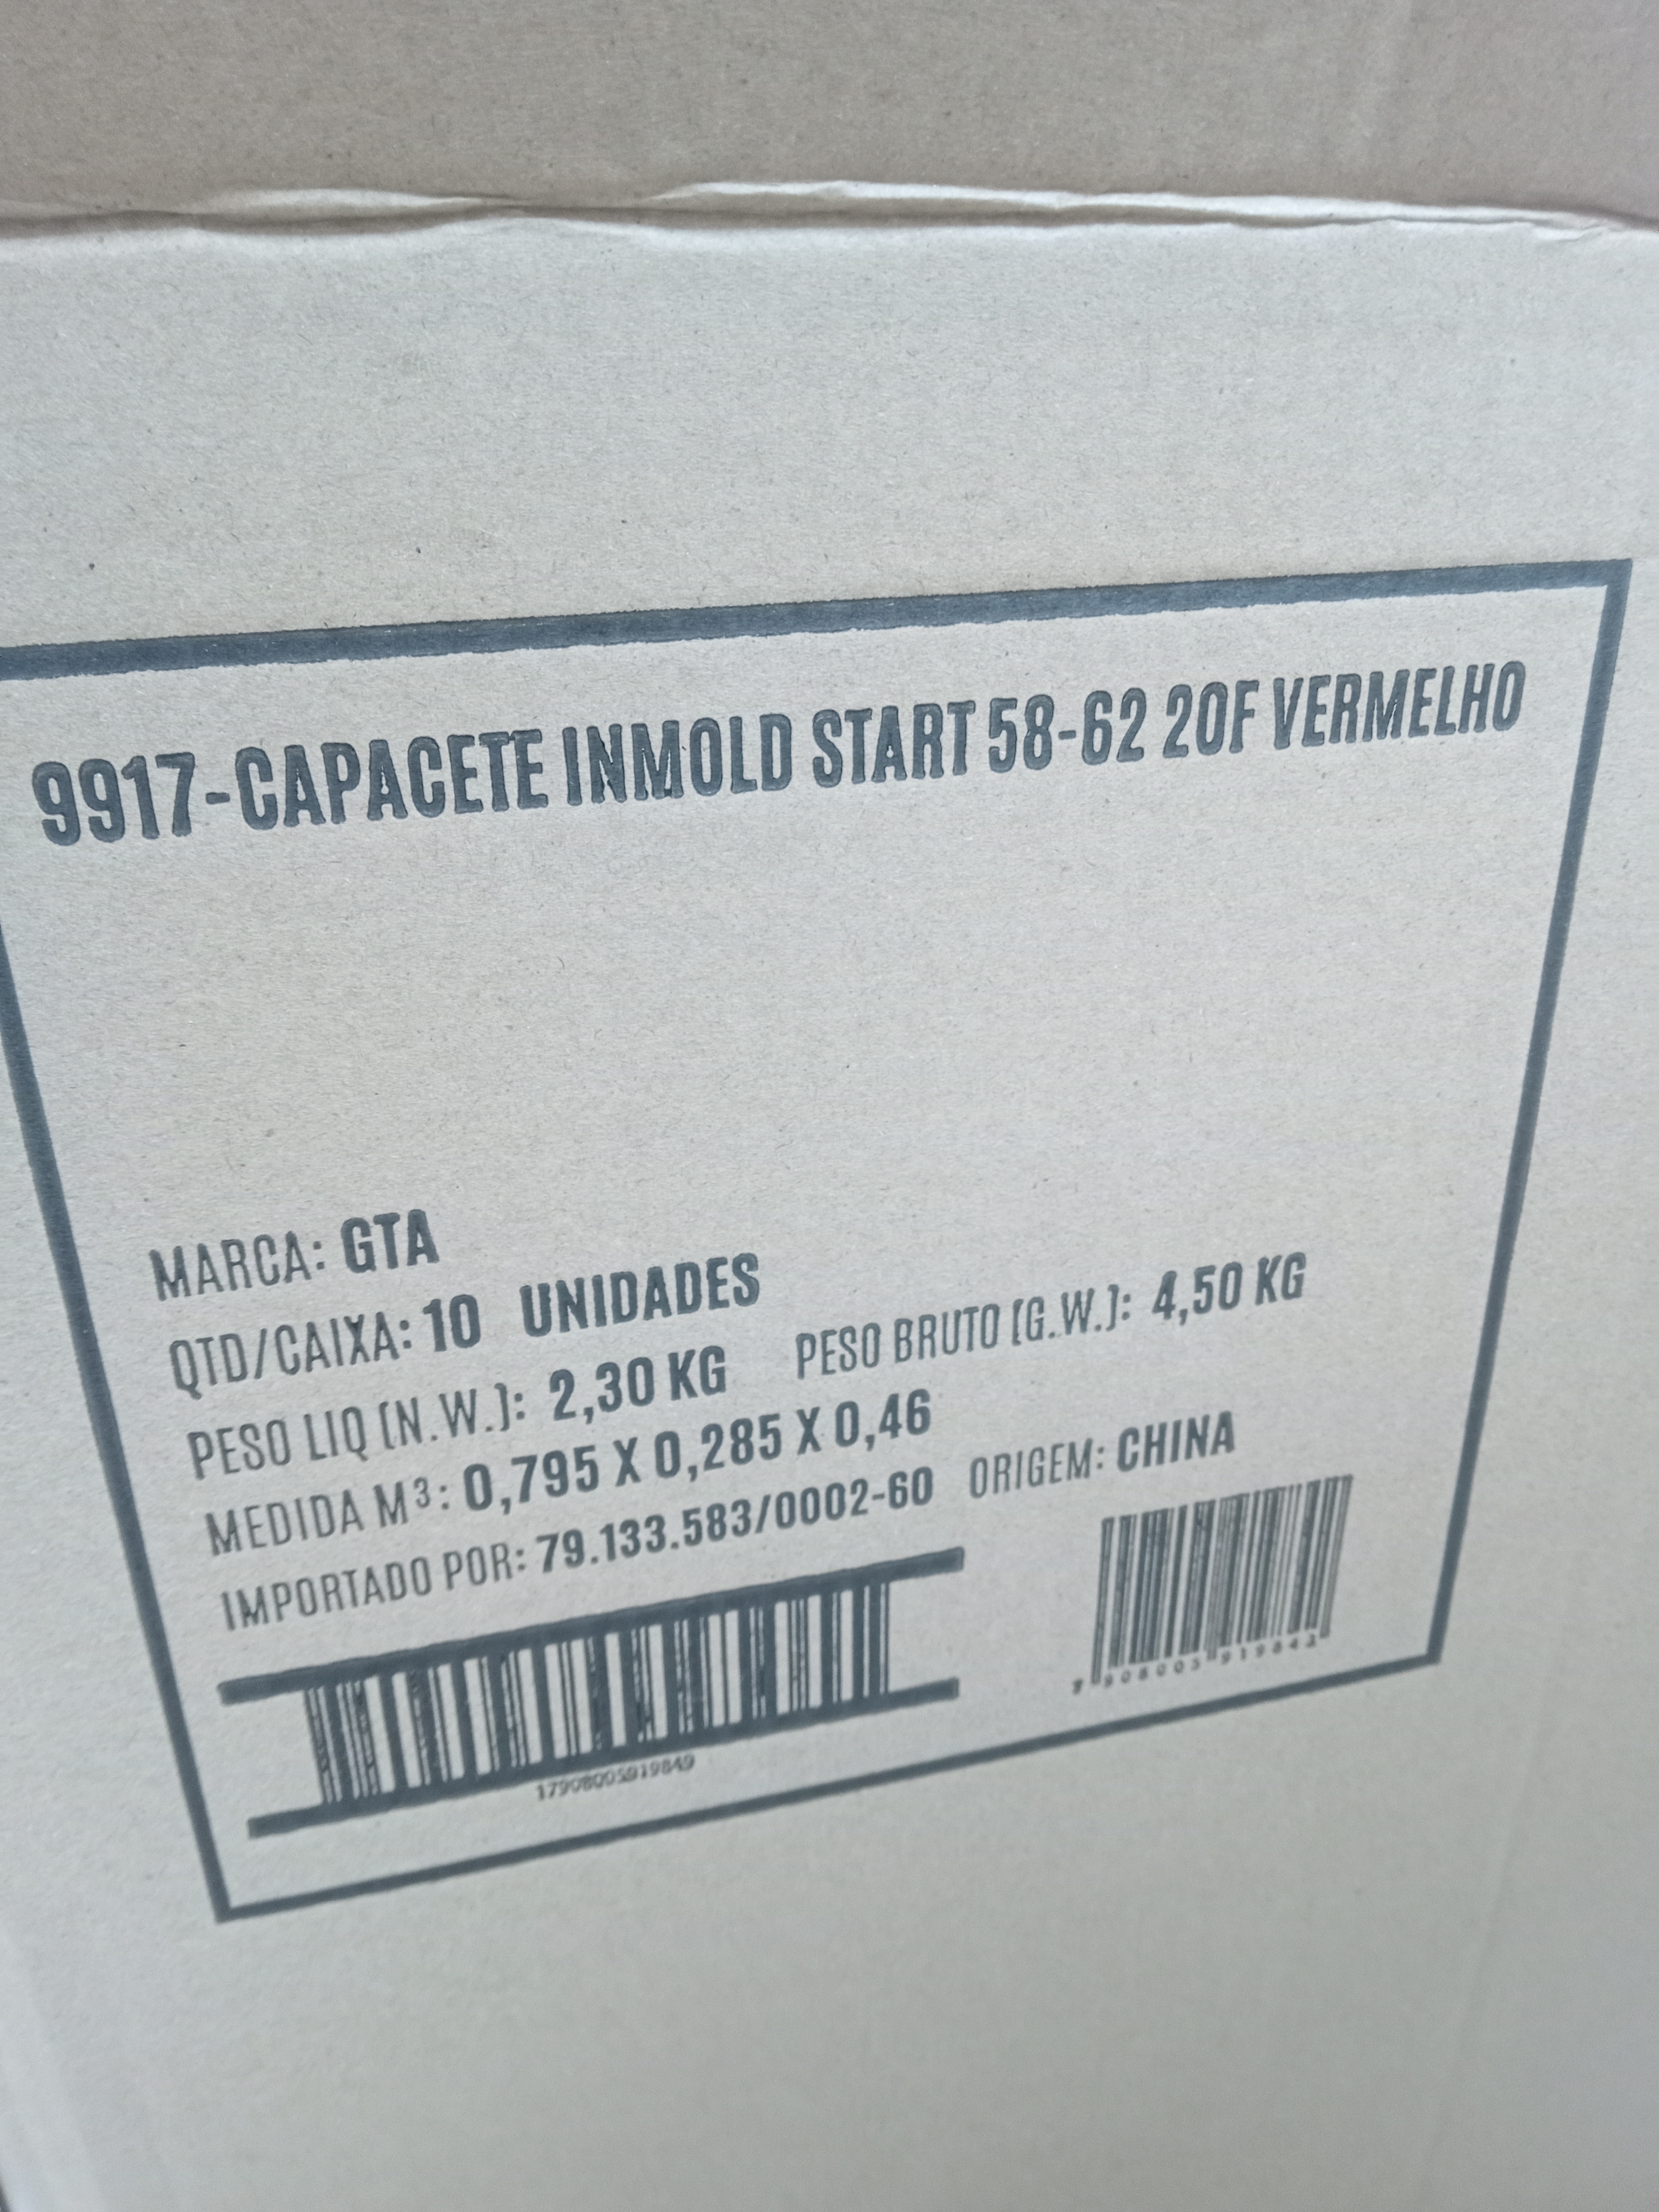 9917-CAPACETE INMOLD START 58-62 20F VERMELHO
MARCA: GTA
QTD/CAIXA: 10 UNIDADES
PESO LIQ (N.W.): 2,30 KG PESO BRUTO (G.W.): 4,50 KG
MEDIDA M³: 0,795 X 0,285 X 0,46
IMPORTADO POR: 79.133.583/0002-60 ORIGEM: CHINA